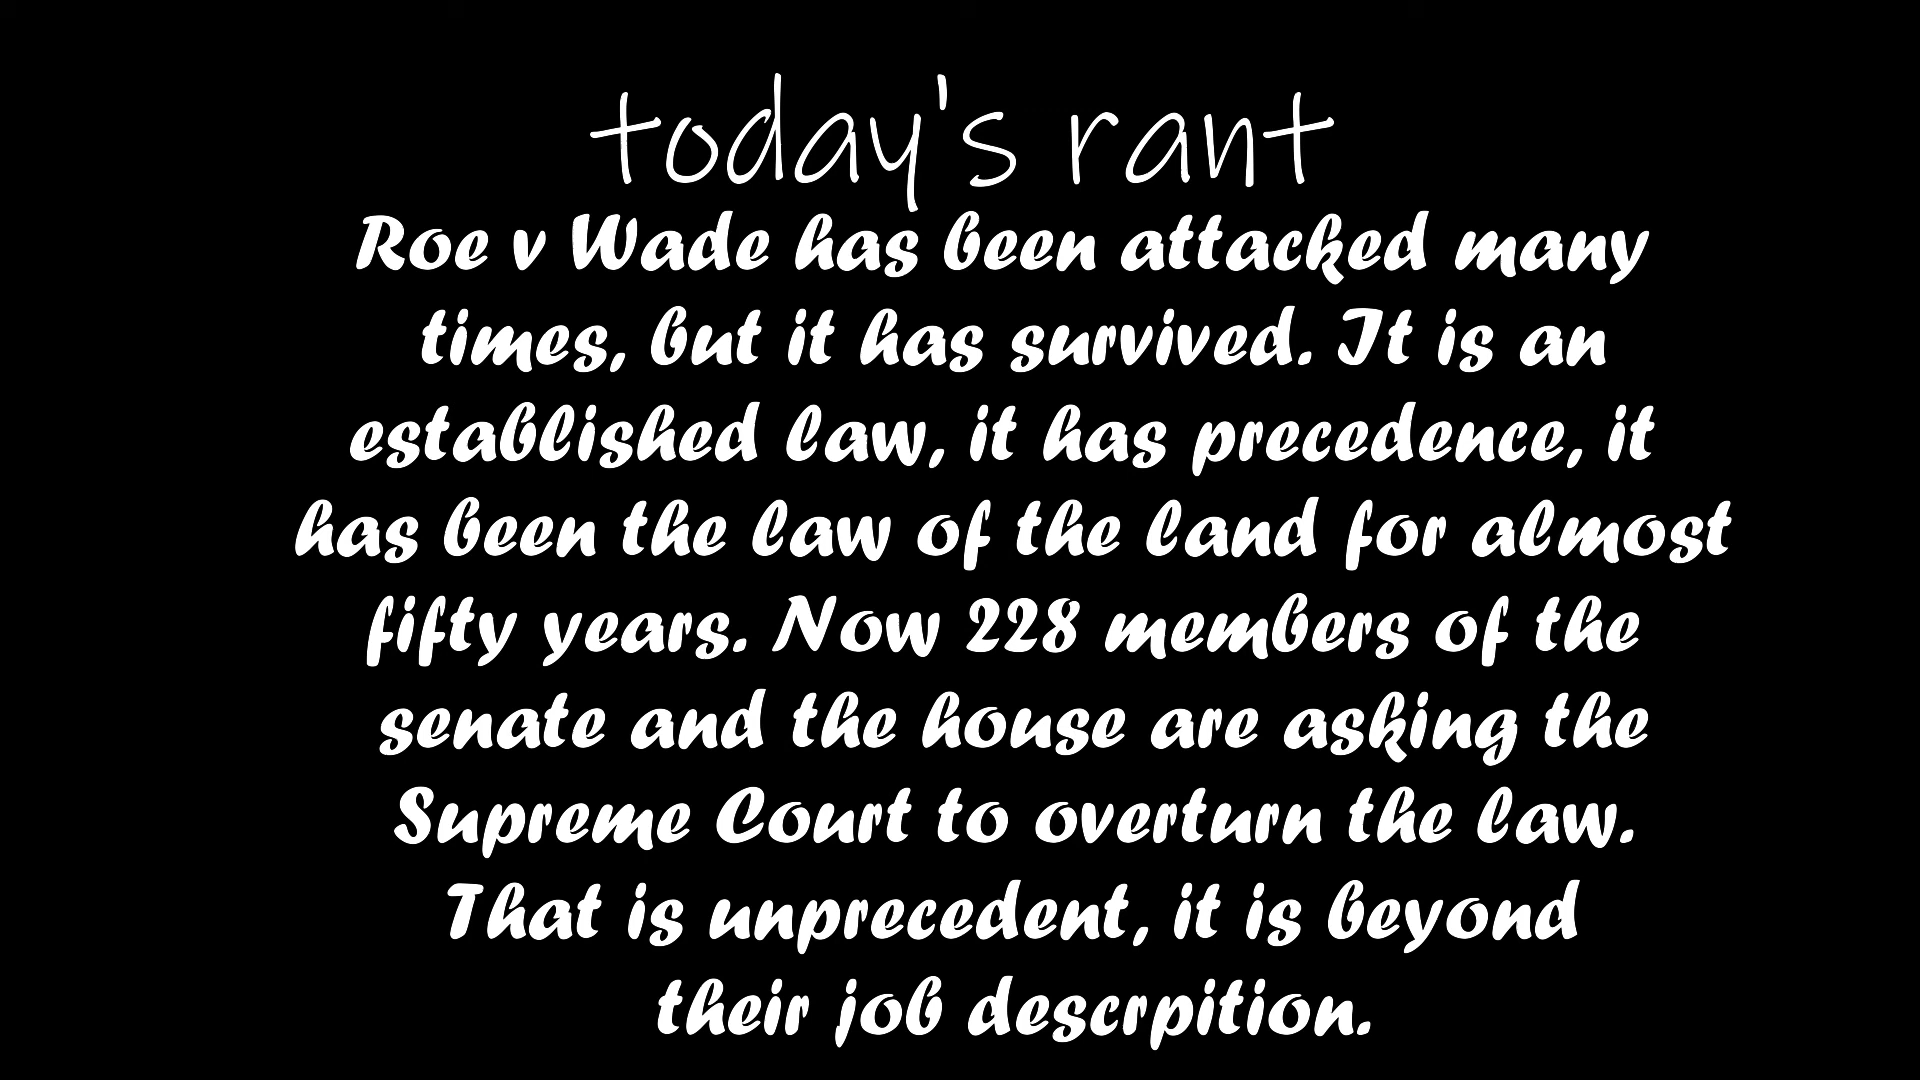 today's rant
Roe v Wade has been attacked many
times, but it has survived. It is an
established law, it has precedence, it
has been the law of the land for almost
fifty years. Now 228 members of the
senate and the house are asking the
Supreme Court to overturn the law.
That is unprecedent, it is beyond
their job descrpition.